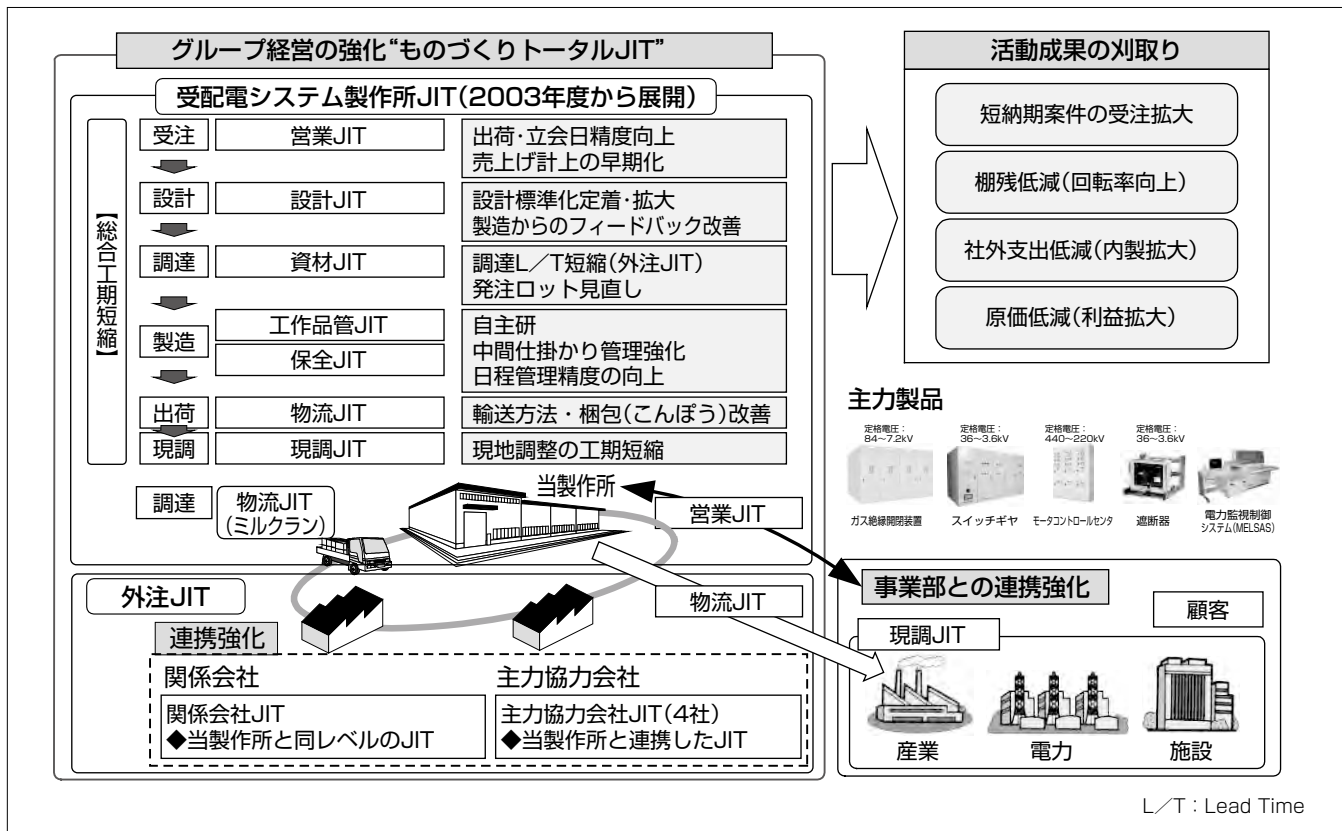 グループ経営の強化“ものづくりトータルJIT”
受配電システム製作所JIT(2003年度から展開)
【総合工期短縮】
受注
営業JIT
出荷・立会日精度向上
売上げ計上の早期化
設計
設計JIT
設計標準化定着・拡大
製造からのフィードバック改善
調達
資材JIT
調達L／T短縮(外注JIT)
発注ロット見直し
製造
工作品管JIT
保全JIT
自主研
中間仕掛かり管理強化
日程管理精度の向上
出荷
物流JIT
輸送方法・梱包(こんぽう)改善
現調
現調JIT
現地調整の工期短縮
調達
物流JIT
(ミルクラン)
当製作所
営業JIT
物流JIT
外注JIT
連携強化
関係会社
関係会社JIT
◆当製作所と同レベルのJIT
主力協力会社
主力協力会社JIT(4社)
◆当製作所と連携したJIT
活動成果の刈取り
短納期案件の受注拡大
棚残低減(回転率向上)
社外支出低減(内製拡大)
原価低減(利益拡大)
主力製品
定格電圧：
84～7.2kV
ガス絶縁開閉装置
定格電圧：
36～3.6kV
スイッチギヤ
定格電圧：
440～220kV
モータコントロールセンタ
定格電圧：
36～3.6kV
遮断器
電力監視制御
システム(MELSAS)
事業部との連携強化
顧客
現調JIT
産業
電力
施設
L／T：Lead Time